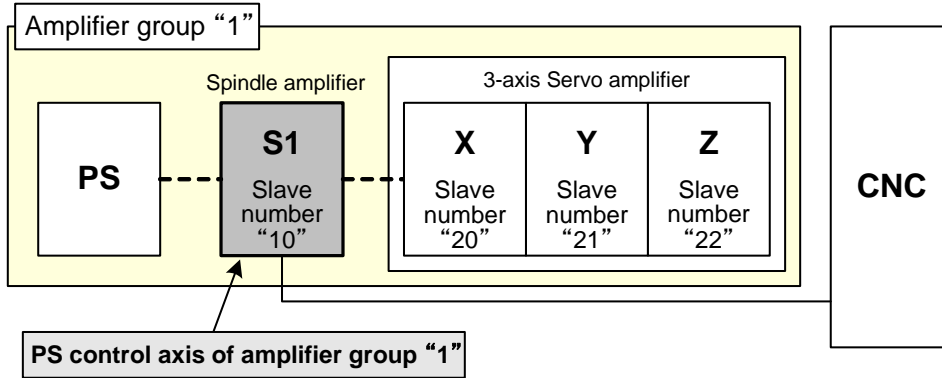 Amplifier group “1”
Spindle amplifier
3-axis Servo amplifier
PS
S1
Slave
number
“10”
X
Slave
number
“20”
Y
Slave
number
“21”
Z
Slave
number
“22”
CNC
PS control axis of amplifier group “1”